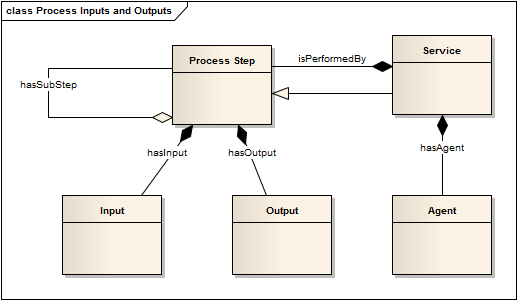 class Process Inputs and Outputs
Process Step
isPerformedBy
Service
hasSubStep
hasInput
hasOutput
hasAgent
Input
Output
Agent